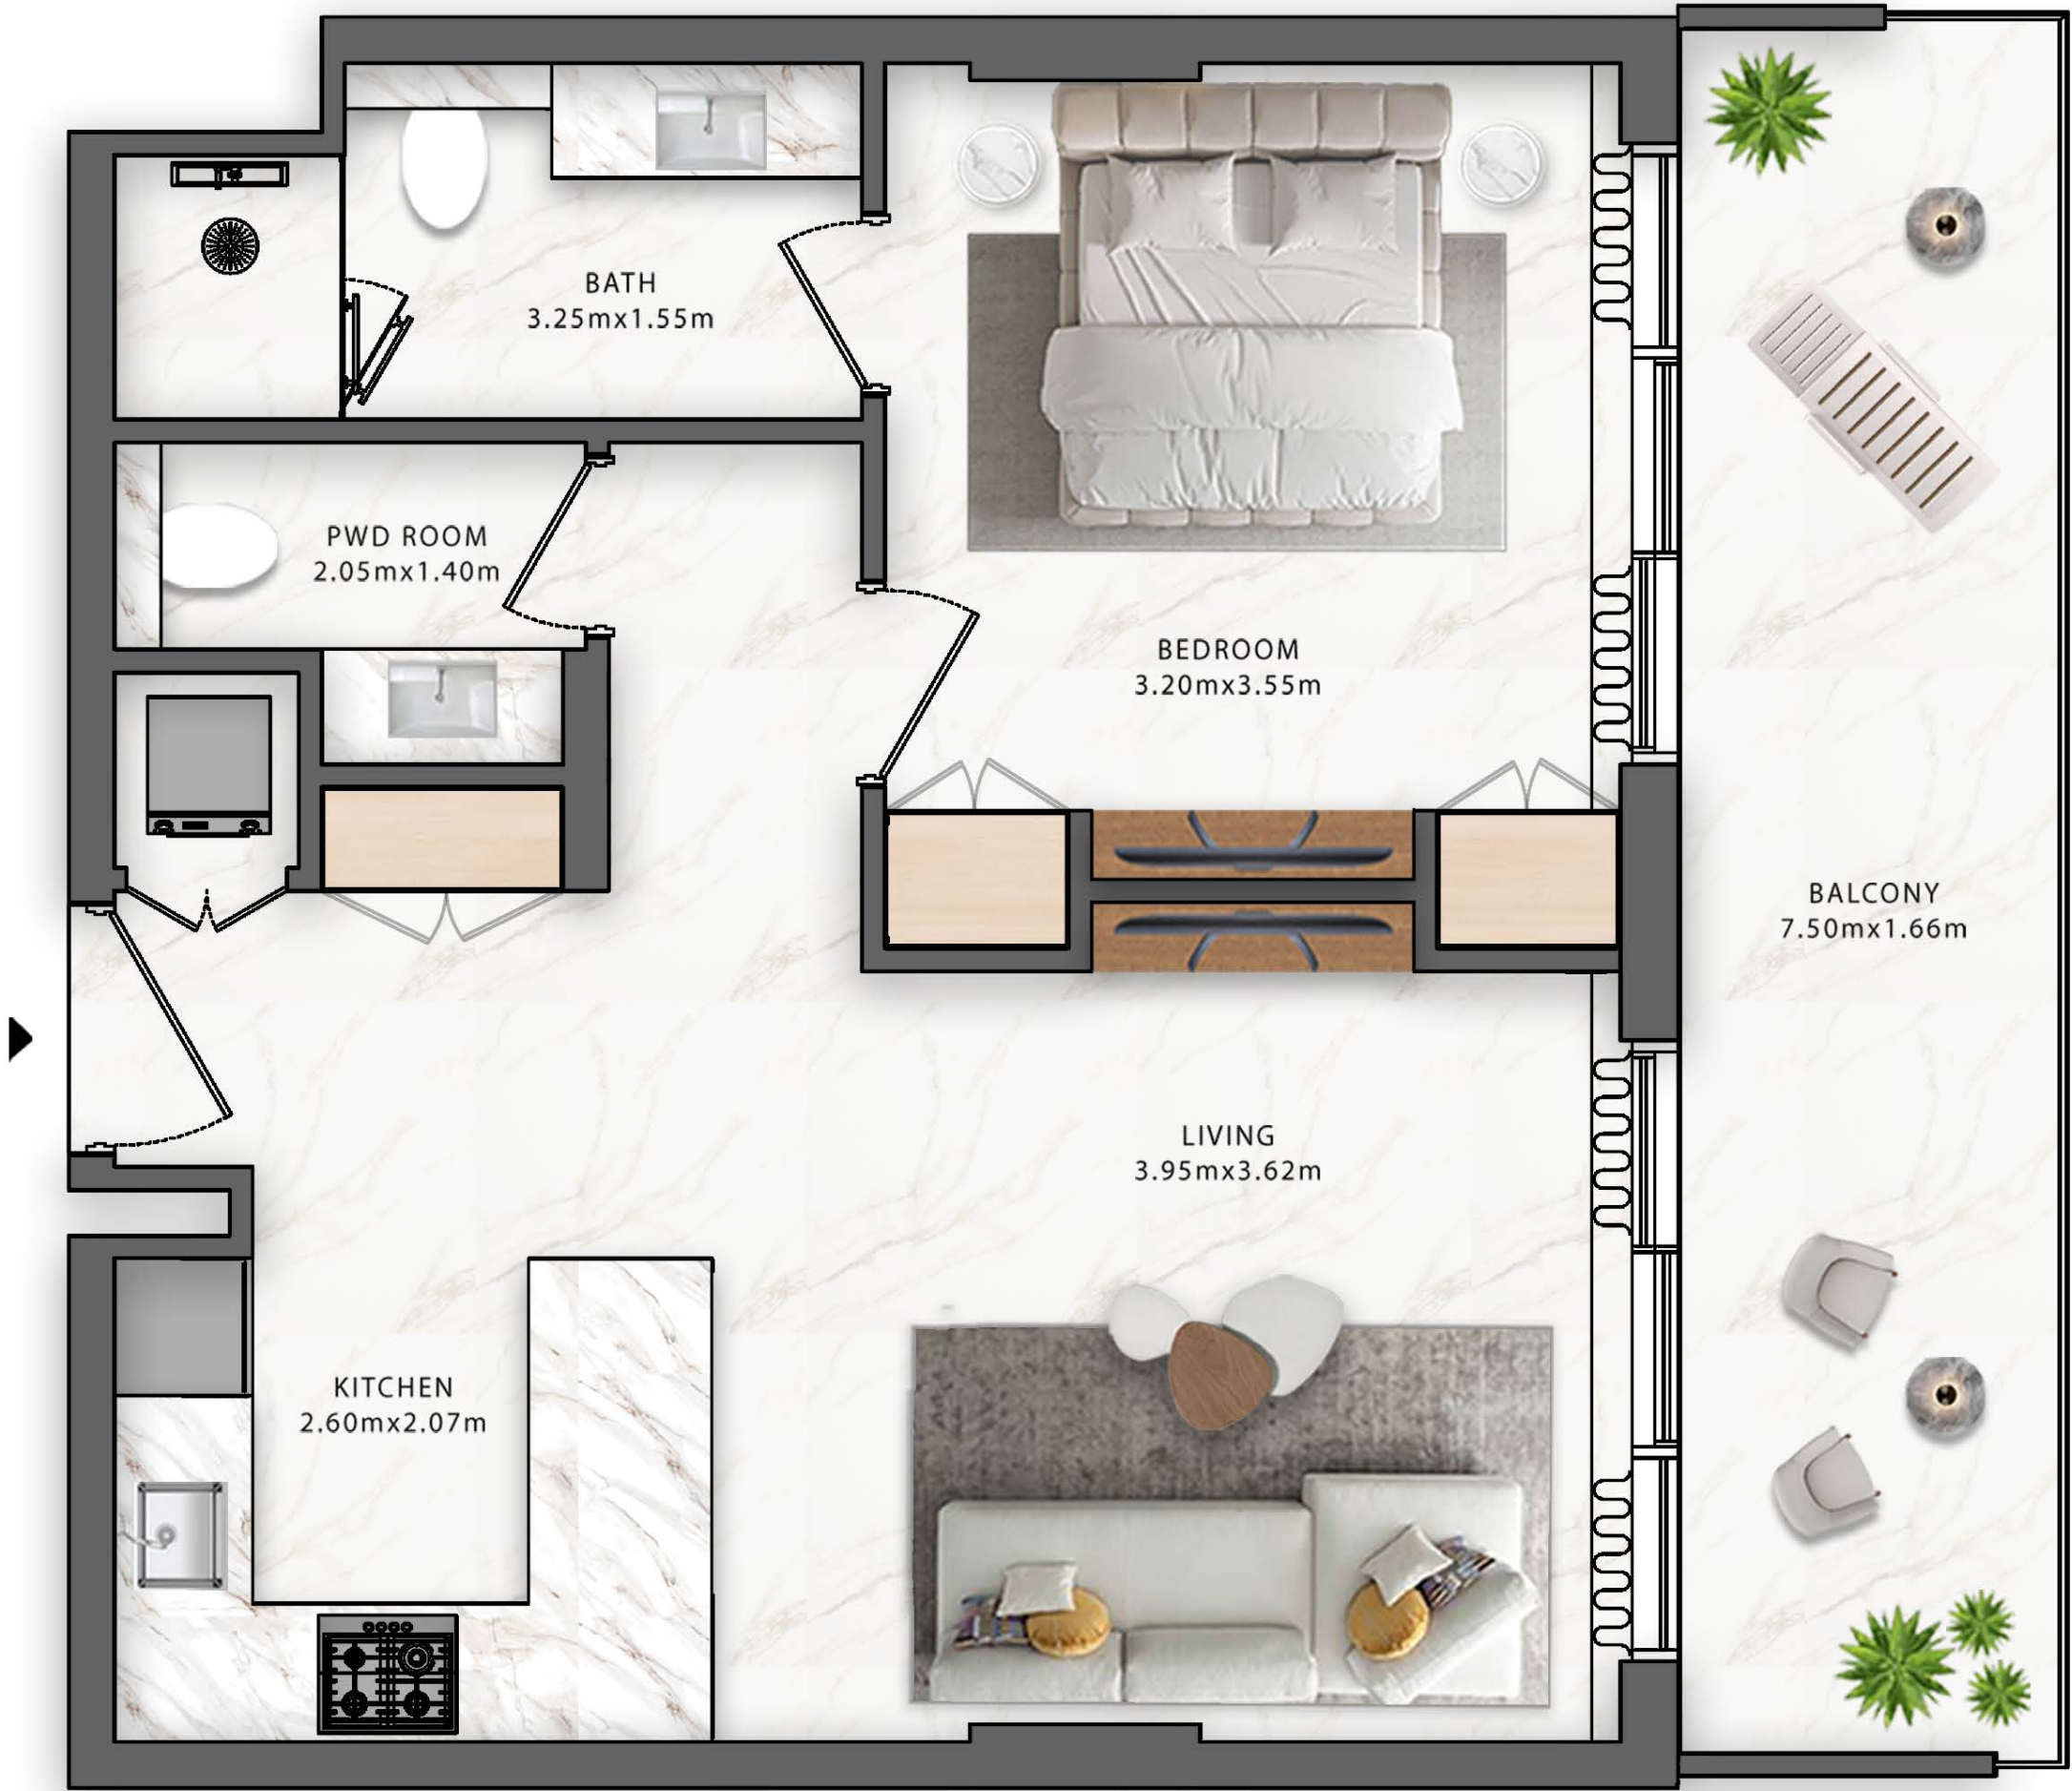 BATH
3.25mx1.55m
PWD ROOM
2.05mx1.40m
BEDROOM
3.20mx3.55m
BALCONY
7.50mx1.66m
LIVING
3.95mx3.62m
KITCHEN
2.60mx2.07m